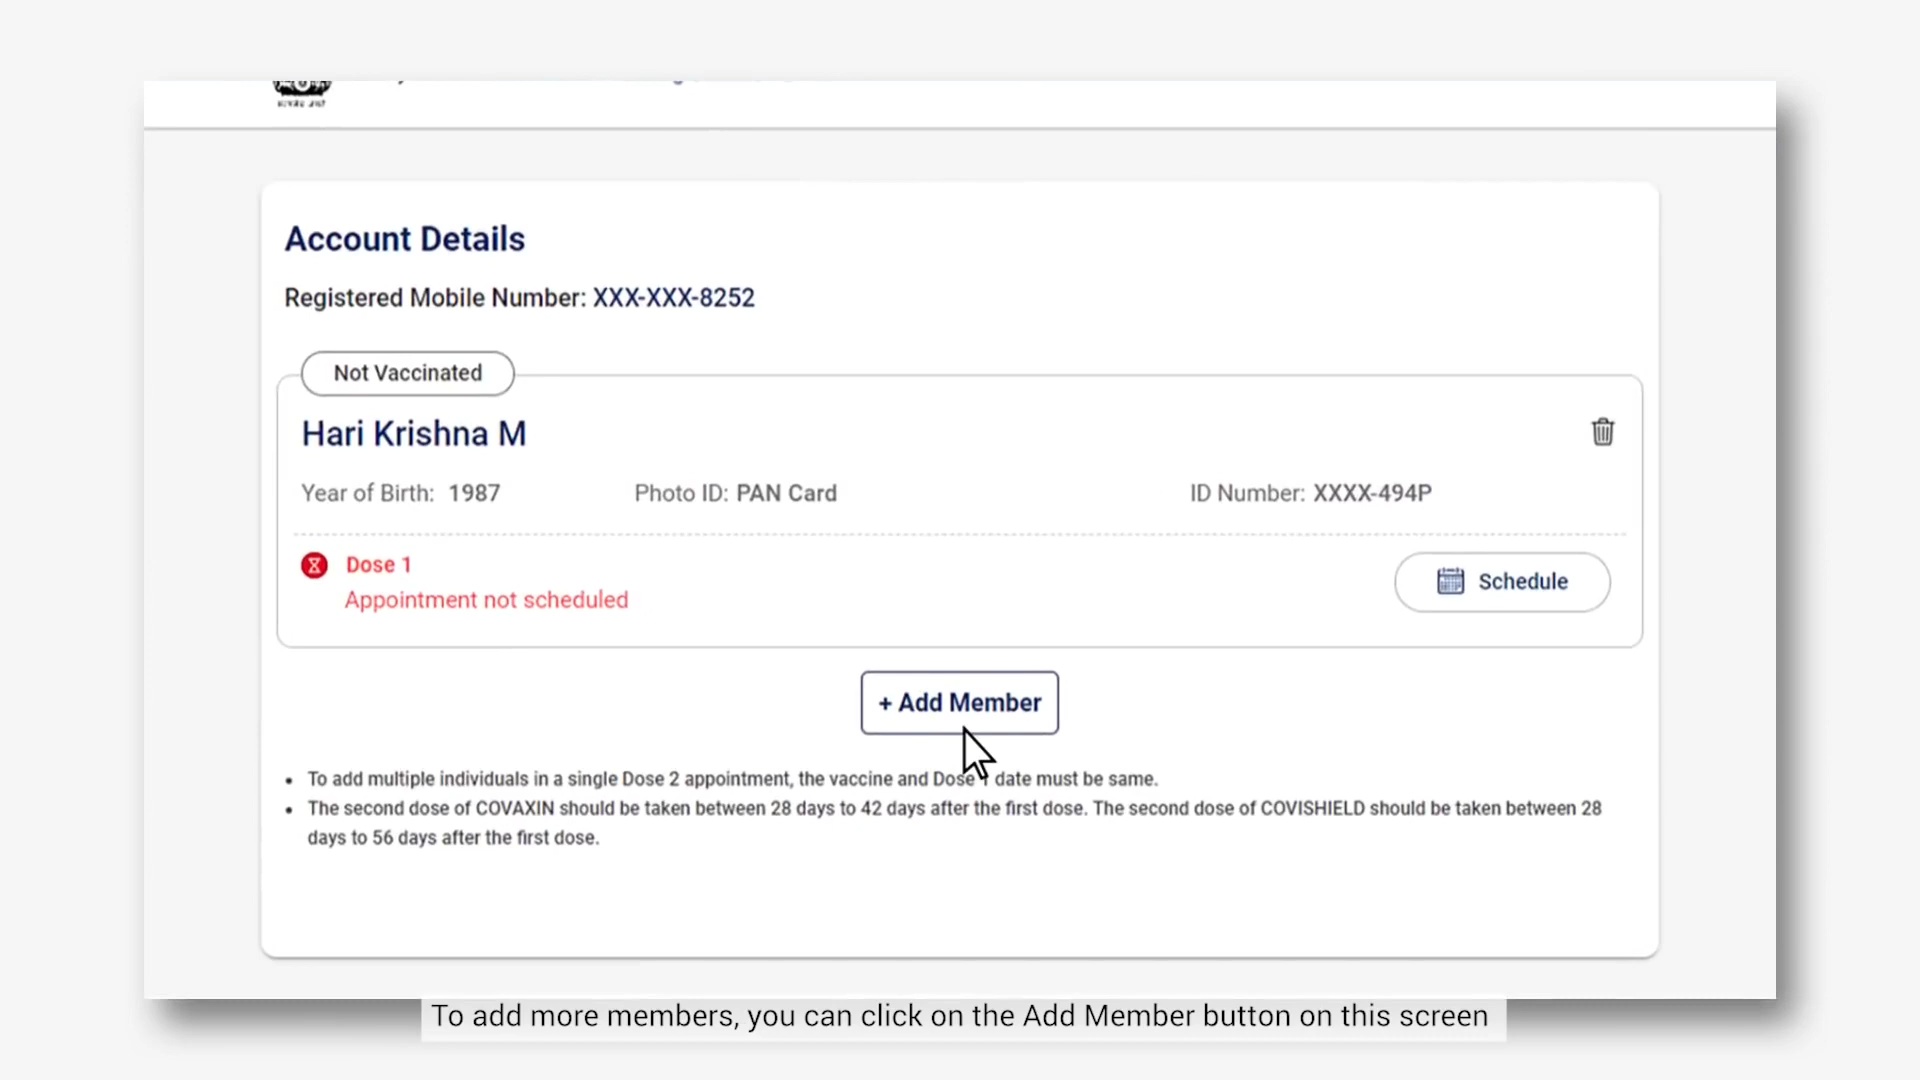 Account Details
Registered Mobile Number: XXX-XXX-8252
Not Vaccinated
Hari Krishna M
Year of Birth: 1987 Photo ID: PAN Card ID Number: XXXX-494P
Dose 1
Appointment not scheduled
Schedule
+ Add Member
• To add multiple individuals in a single Dose 2 appointment, the vaccine and Dose 1 date must be same.
• The second dose of COVAXIN should be taken between 28 days to 42 days after the first dose. The second dose of COVISHIELD should be taken between 28
days to 56 days after the first dose.
To add more members, you can click on the Add Member button on this screen